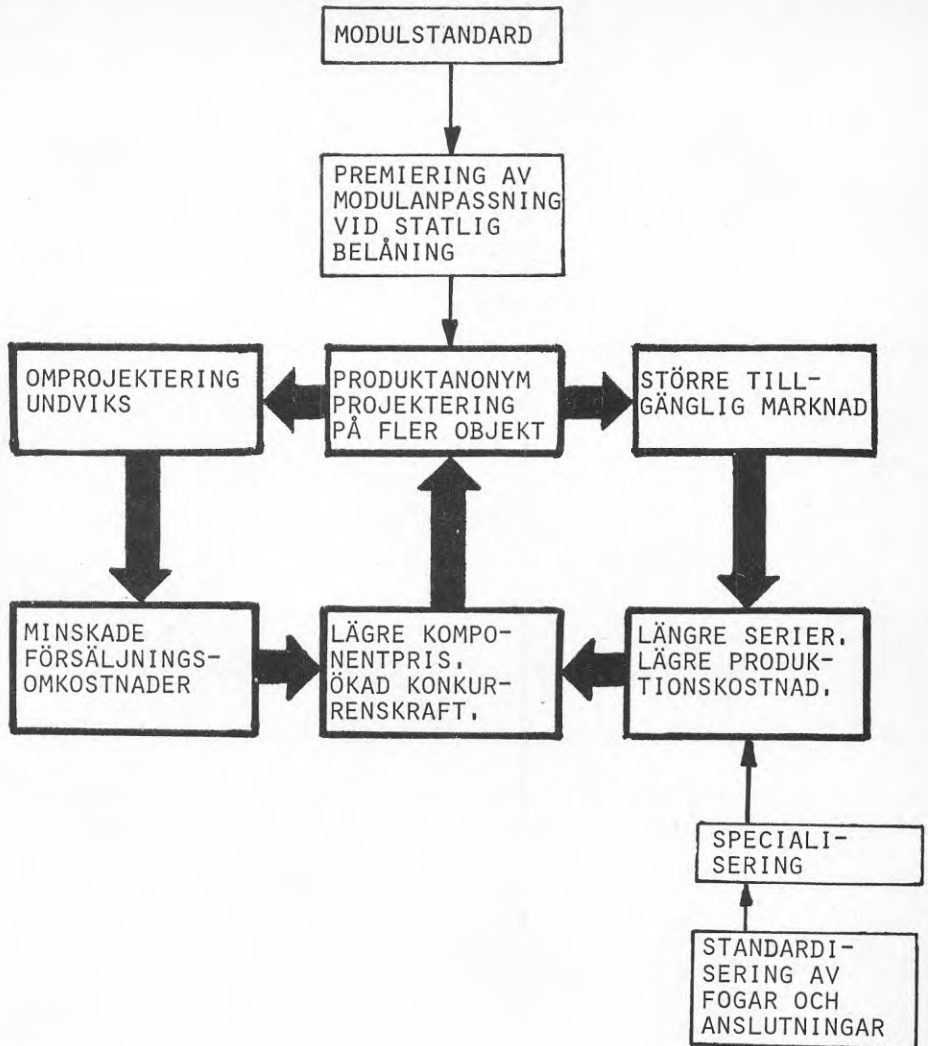 MODULSTANDARD
PREMIERING AV
MODULANPASSNING
VID STATLIG
BELÅNING
OMPROJEKTERING
UNDVIKS
PRODUKTANONYM
PROJEKTERING
PÅ FLER OBJEKT
STÖRRE TILL-
GÄNGLIG MARKNAD
MINSKADE
FÖRSÄLJNINGS-
OMKOSTNADER
LÄGRE KOMPO-
NENTPRIS.
ÖKAD KONKUR-
RENSKRAFT.
LÄNGRE SERIER.
LÄGRE PRODUK-
TIONSKOSTNAD.
SPECIALI-
SERING
STANDARDI-
SERING AV
FOGAR OCH
ANSLUTNINGAR